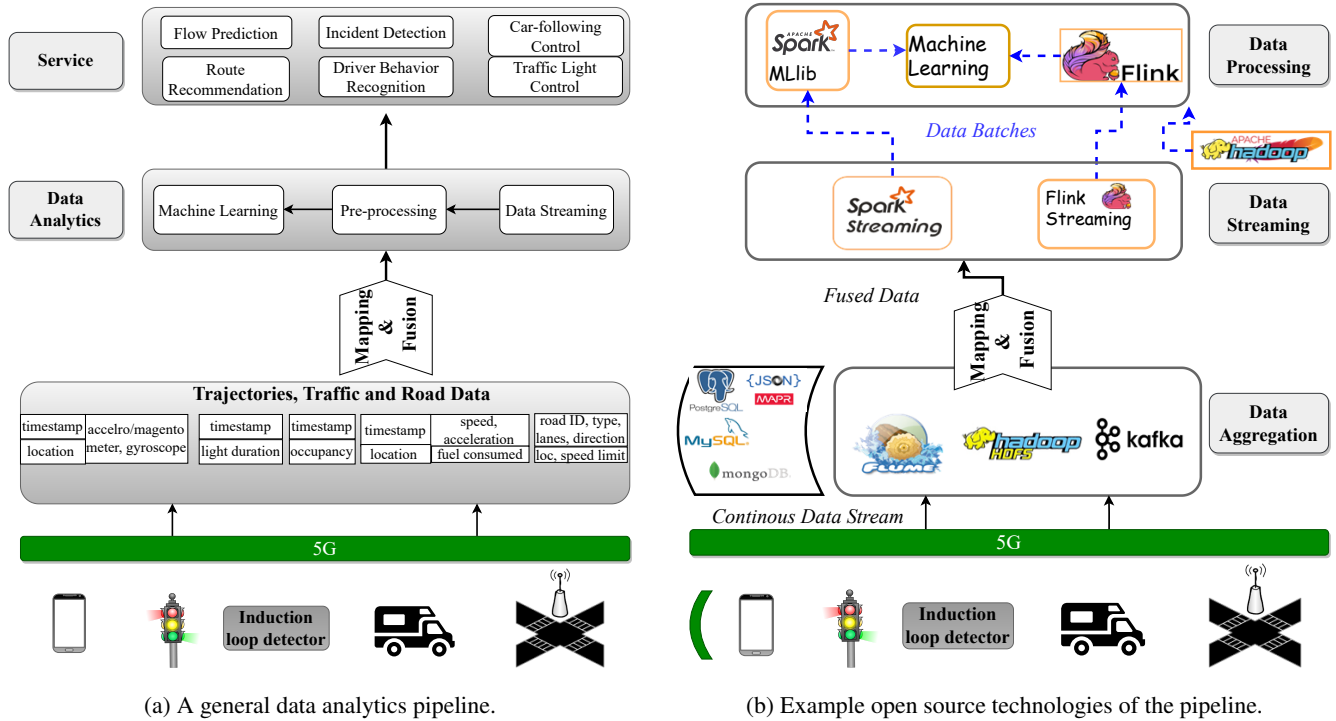 Service
Flow Prediction
Incident Detection
Car-following
Control
Route
Recommendation
Driver Behavior
Recognition
Traffic Light
Control
Data
Analytics
Machine Learning
Pre-processing
Data Streaming
Mapping
&
Fusion
Trajectories, Traffic and Road Data
timestamp
location
accelro/magento
meter, gyroscope
timestamp
light duration
timestamp
occupancy
timestamp
location
speed,
acceleration
fuel consumed
road ID, type,
lanes, direction
loc, speed limit
5G
Induction
loop detector
(a) A general data analytics pipeline.
APACHE
Spark
MLlib
Machine
Learning
Flink
Data
Processing
Data Batches
APACHE
hadoop
Spark
Streaming
Flink
Streaming
Data
Streaming
Fused Data
Mapping
&
Fusion
PostgreSQL
{JSON}
MAPR
MySQL
mongoDB
FLUME
hadoop
HDFS
kafka
Data
Aggregation
Continous Data Stream
5G
Induction
loop detector
(b) Example open source technologies of the pipeline.